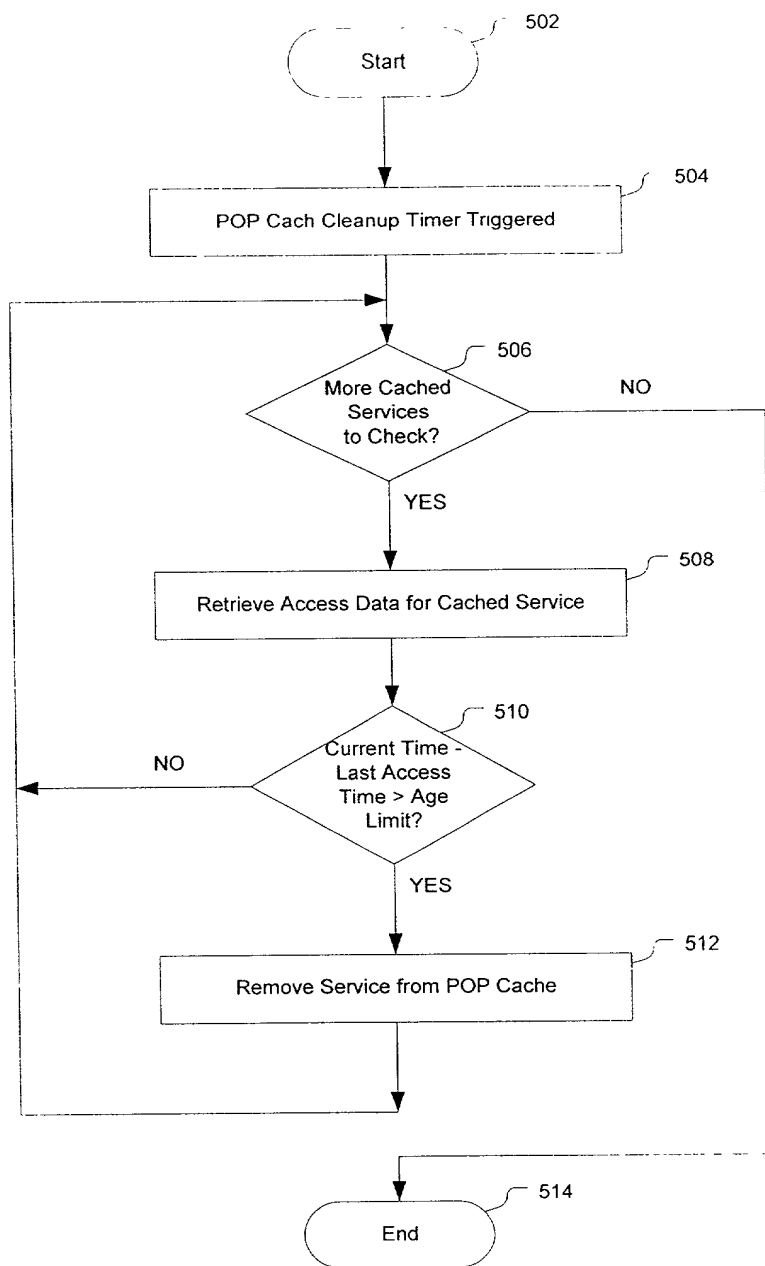 502
Start
504
POP Cach Cleanup Timer Triggered
506
More Cached
Services
to Check?
NO
YES
508
Retrieve Access Data for Cached Service
510
Current Time -
Last Access
Time > Age
Limit?
NO
YES
512
Remove Service from POP Cache
514
End